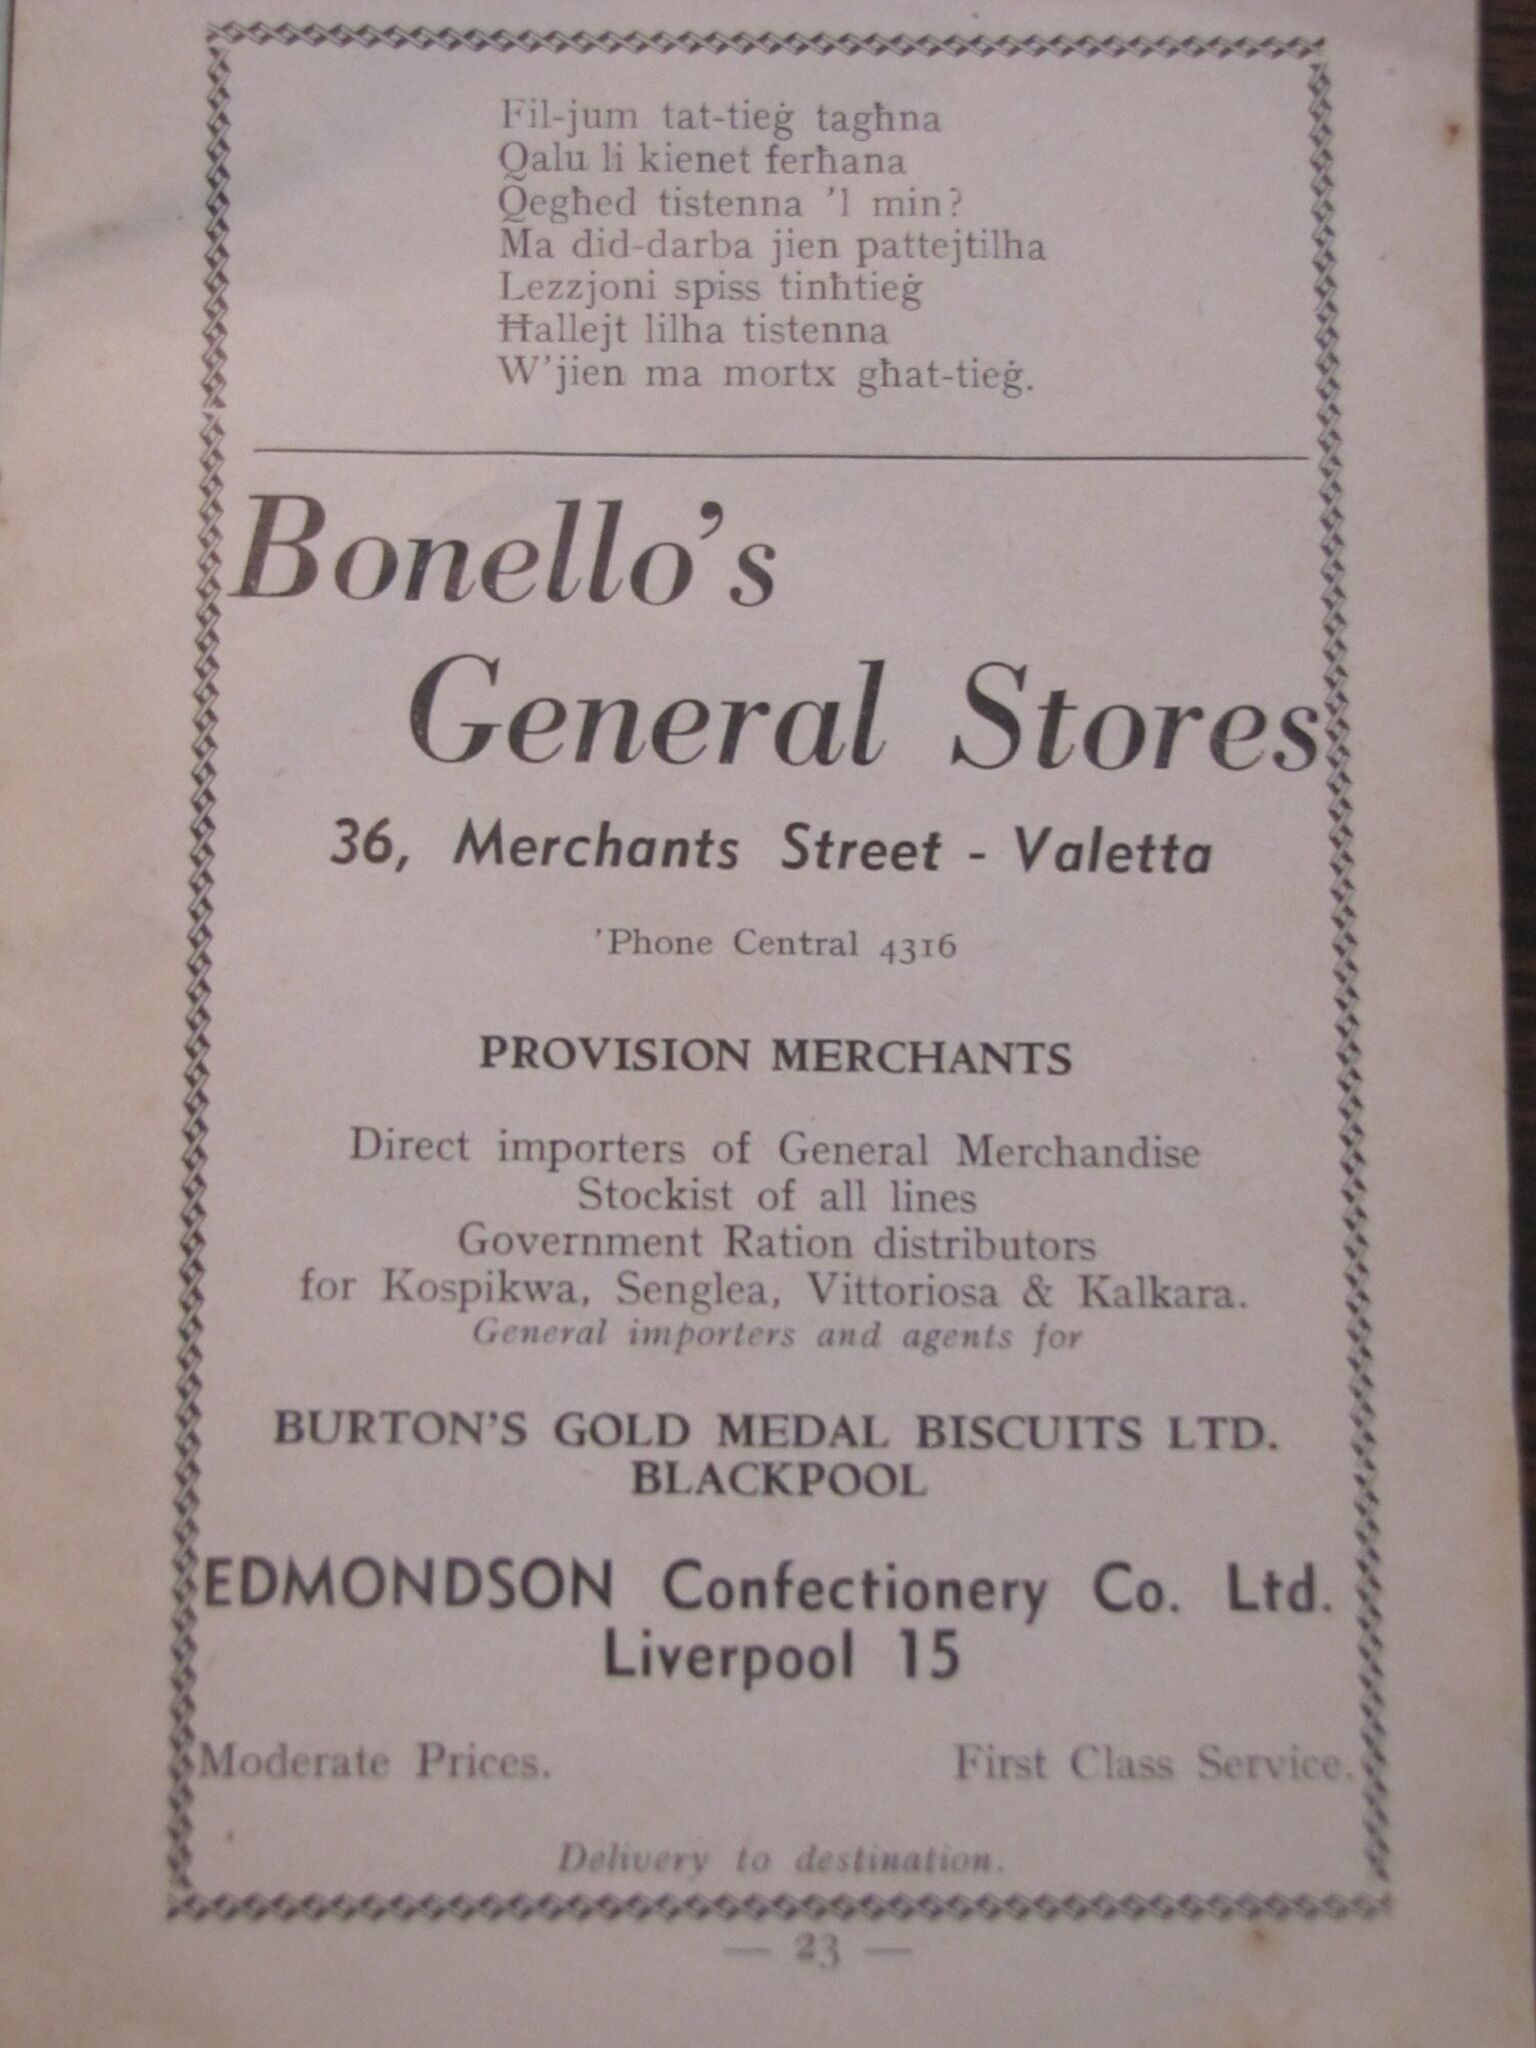 Fil-jum tat-tieġ tagħna
Qalu li kienet ferħana
Qegħed tistenna 'l min?
Ma did-darba jien pattejtilha
Lezzjoni spiss tinħtieġ
Ħallejt lilha tistenna
W'jien ma mortx għat-tieġ.
Bonello's
General Stores
36, Merchants Street - Valetta
'Phone Central 4316
PROVISION MERCHANTS
Direct importers of General Merchandise
Stockist of all lines
Government Ration distributors
for Kospikwa, Senglea, Vittoriosa & Kalkara.
General importers and agents for
BURTON'S GOLD MEDAL BISCUITS LTD.
BLACKPOOL
EDMONDSON Confectionery Co. Ltd.
Liverpool 15
Moderate Prices. First Class Service.
Delivery to destination.
— 23 —